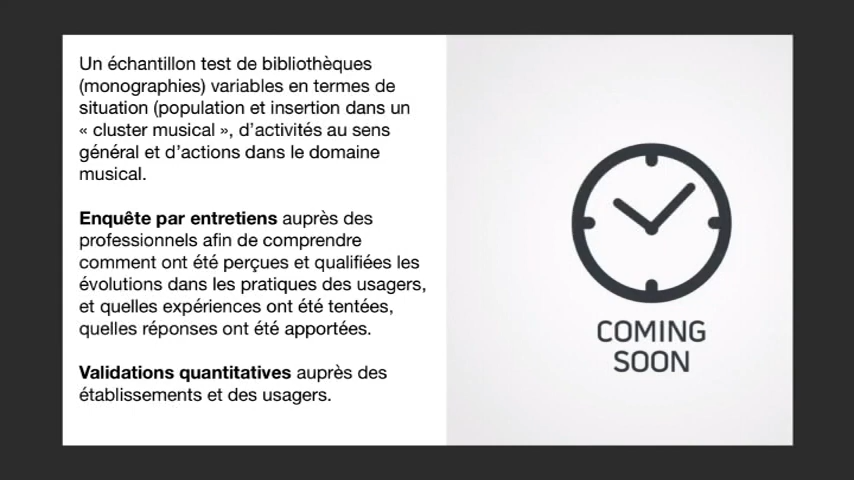 Un échantillon test de bibliothèques
(monographies) variables en termes de
situation (population et insertion dans un
« cluster musical », d’activités au sens
général et d’actions dans le domaine
musical.
Enquête par entretiens auprès des
professionnels afin de comprendre
comment ont été perçues et qualifiées les
évolutions dans les pratiques des usagers,
et quelles expériences ont été tentées,
quelles réponses ont été apportées.
Validations quantitatives auprès des
établissements et des usagers.
COMING
SOON